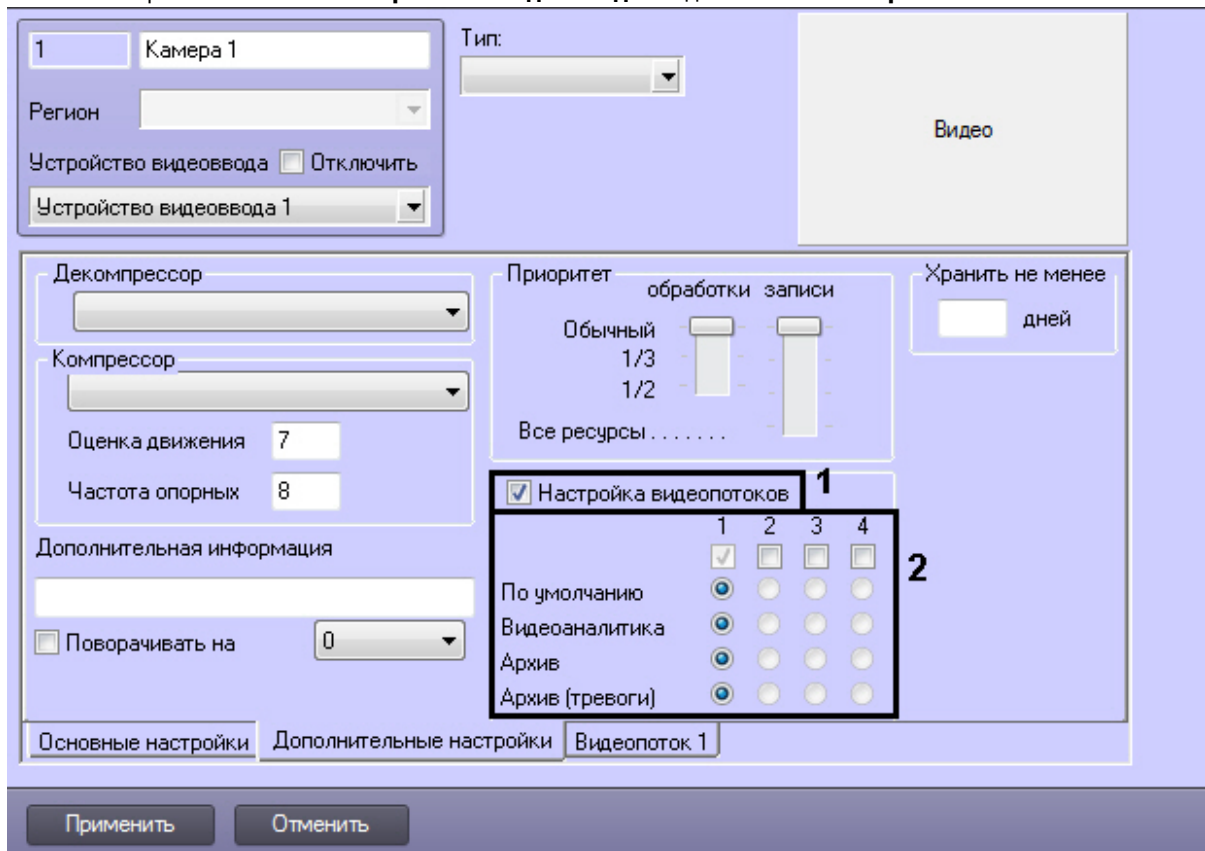 1 Камера 1
Тип:
Регион
Видео
Устройство видеоввода Отключить
Устройство видеоввода 1
Декомпрессор
Приоритет
обработки записи
Хранить не менее
дней
Обычный
1/3
1/2
Все ресурсы.......
Компрессор
Оценка движения 7
Частота опорных 8
Дополнительная информация
Поворачивать на 0
Настройка видеопотоков 1
1 2 3 4
2
По умолчанию
Видеоаналитика
Архив
Архив (тревоги)
Основные настройки Дополнительные настройки Видеопоток 1
Применить Отменить